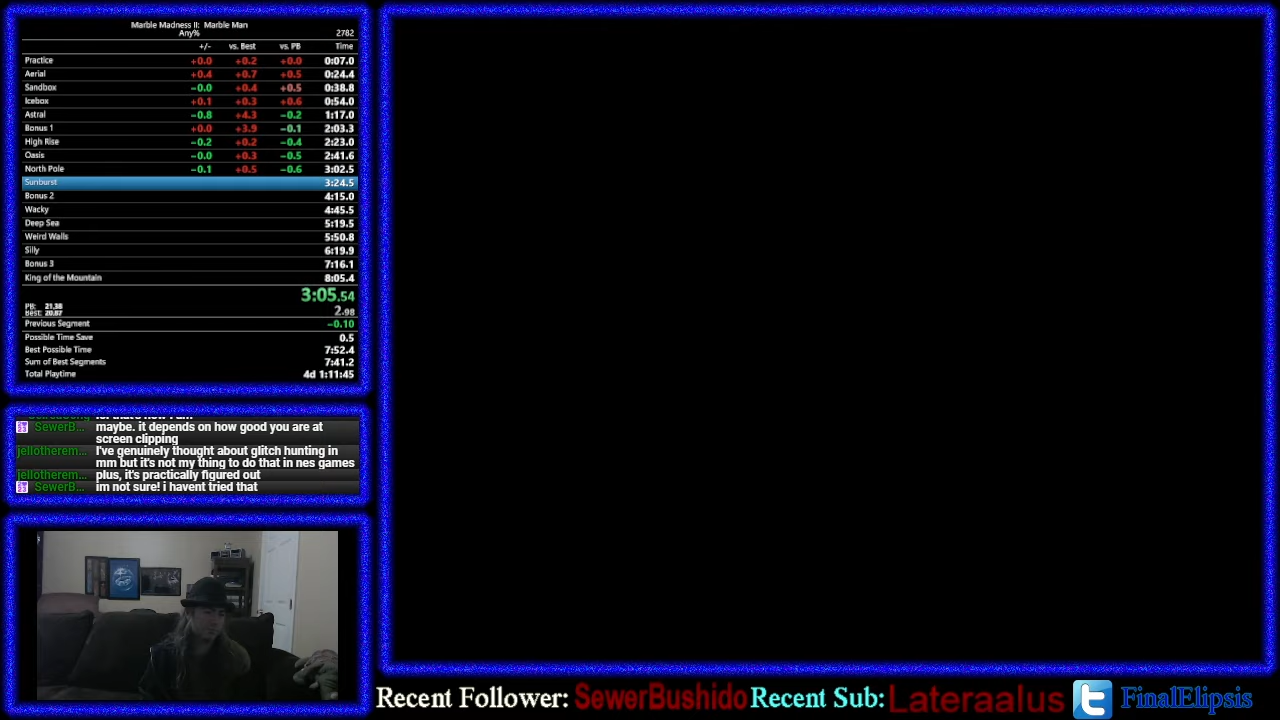 Marble Madness II: Marble Man
Any% 2782
+/- vs. Best vs. PB Time
Practice +0.0 +0.2 +0.0 0:07.0
Aerial +0.4 +0.7 +0.5 0:24.4
Sandbox −0.0 +0.4 +0.5 0:38.8
Icebox +0.1 +0.3 +0.6 0:54.0
Astral −0.8 +4.3 −0.2 1:17.0
Bonus 1 +0.0 +3.9 −0.1 2:03.3
High Rise −0.2 +0.2 −0.4 2:23.0
Oasis −0.0 +0.3 −0.5 2:41.6
North Pole −0.1 +0.5 −0.6 3:02.5
Sunburst 3:24.5
Bonus 2 4:15.0
Wacky 4:45.5
Deep Sea 5:19.5
Weird Walls 5:50.8
Silly 6:19.9
Bonus 3 7:16.1
King of the Mountain 8:05.4
3:05.54
PB: 21.38
Best: 20.87 2.98
Previous Segment −0.10
Possible Time Save 0.5
Best Possible Time 7:52.4
Sum of Best Segments 7:41.2
Total Playtime 4d 1:11:45
SewerB... maybe. it depends on how good you are at
screen clipping
jellotherem... I've genuinely thought about glitch hunting in
mm but it's not my thing to do that in nes games
jellotherem... plus, it's practically figured out
SewerB... im not sure! i havent tried that
Recent Follower: SewerBushido Recent Sub: Lateraalus FinalElipsis